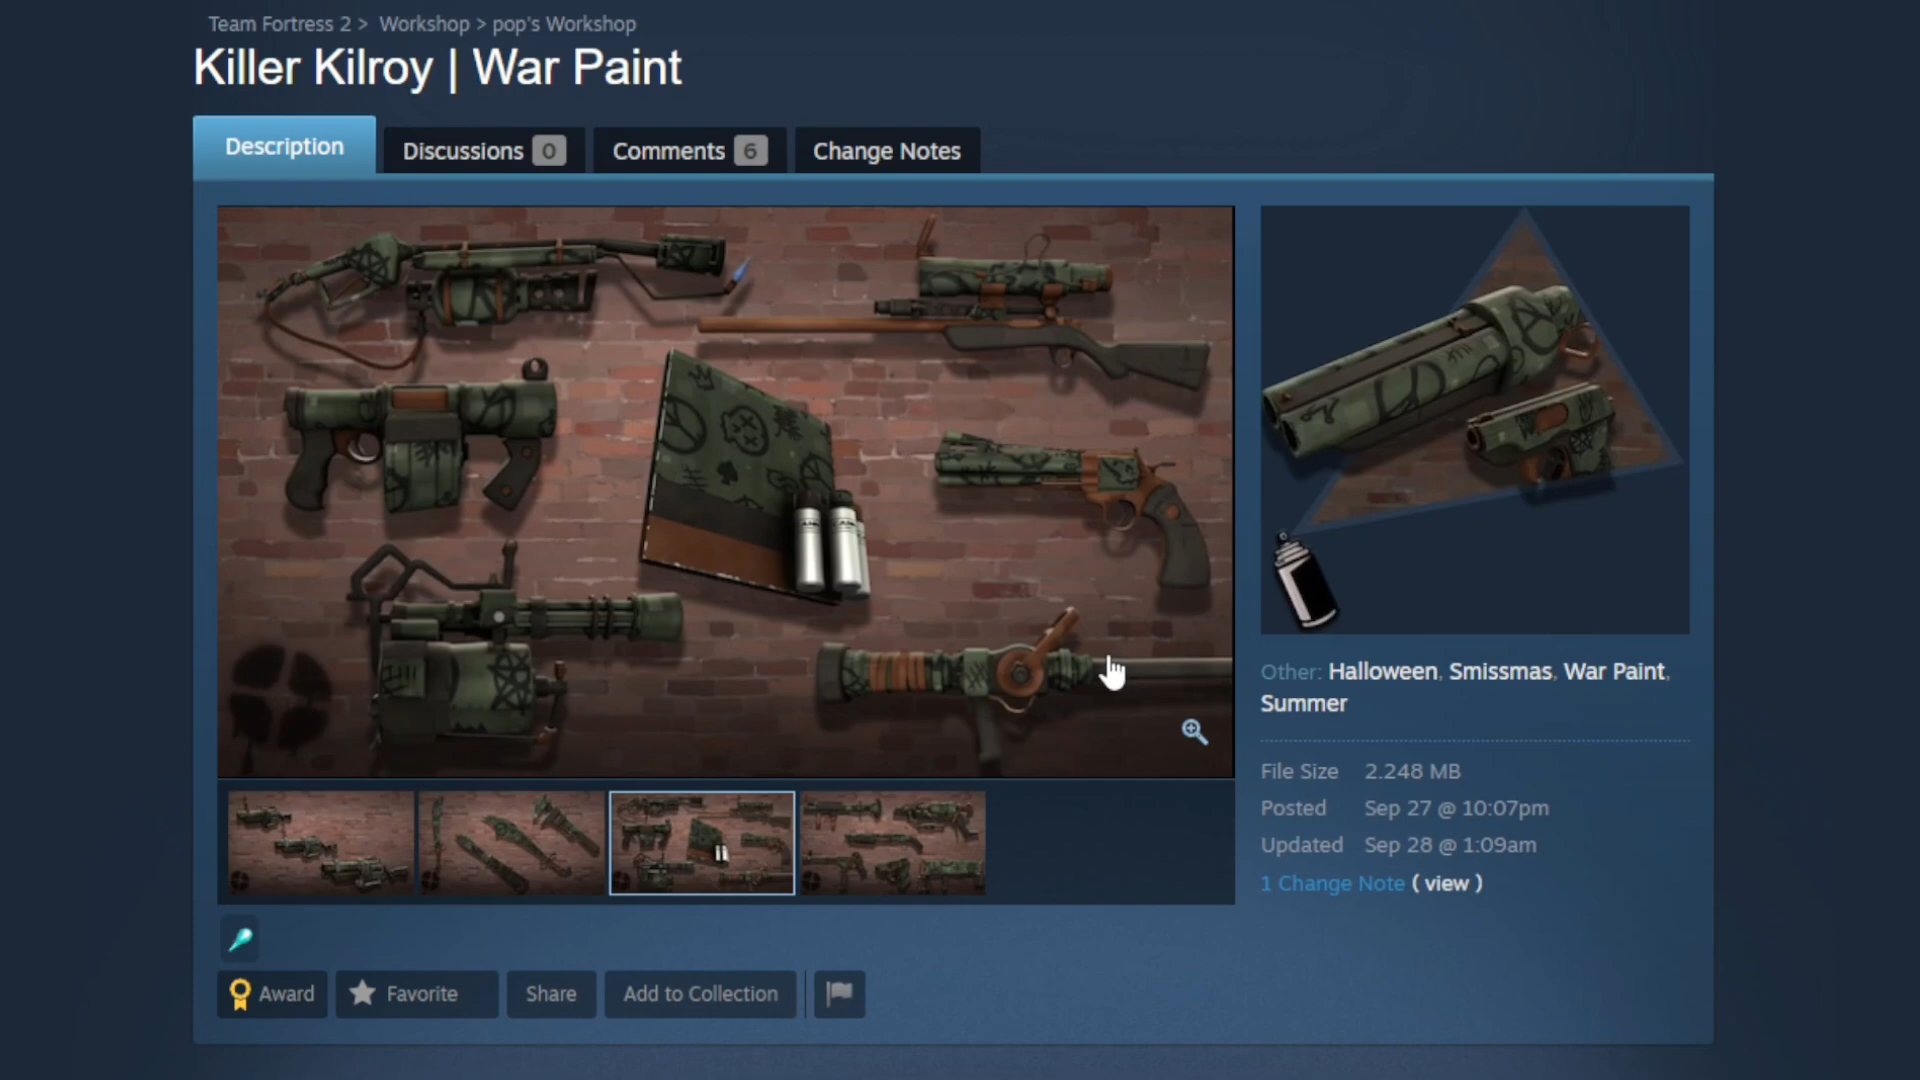 Team Fortress 2 > Workshop > pop's Workshop
Killer Kilroy | War Paint
Description
Discussions 0
Comments 6
Change Notes
Other: Halloween, Smissmas, War Paint,
Summer
File Size 2.248 MB
Posted Sep 27 @ 10:07pm
Updated Sep 28 @ 1:09am
1 Change Note ( view )
Award
Favorite
Share
Add to Collection